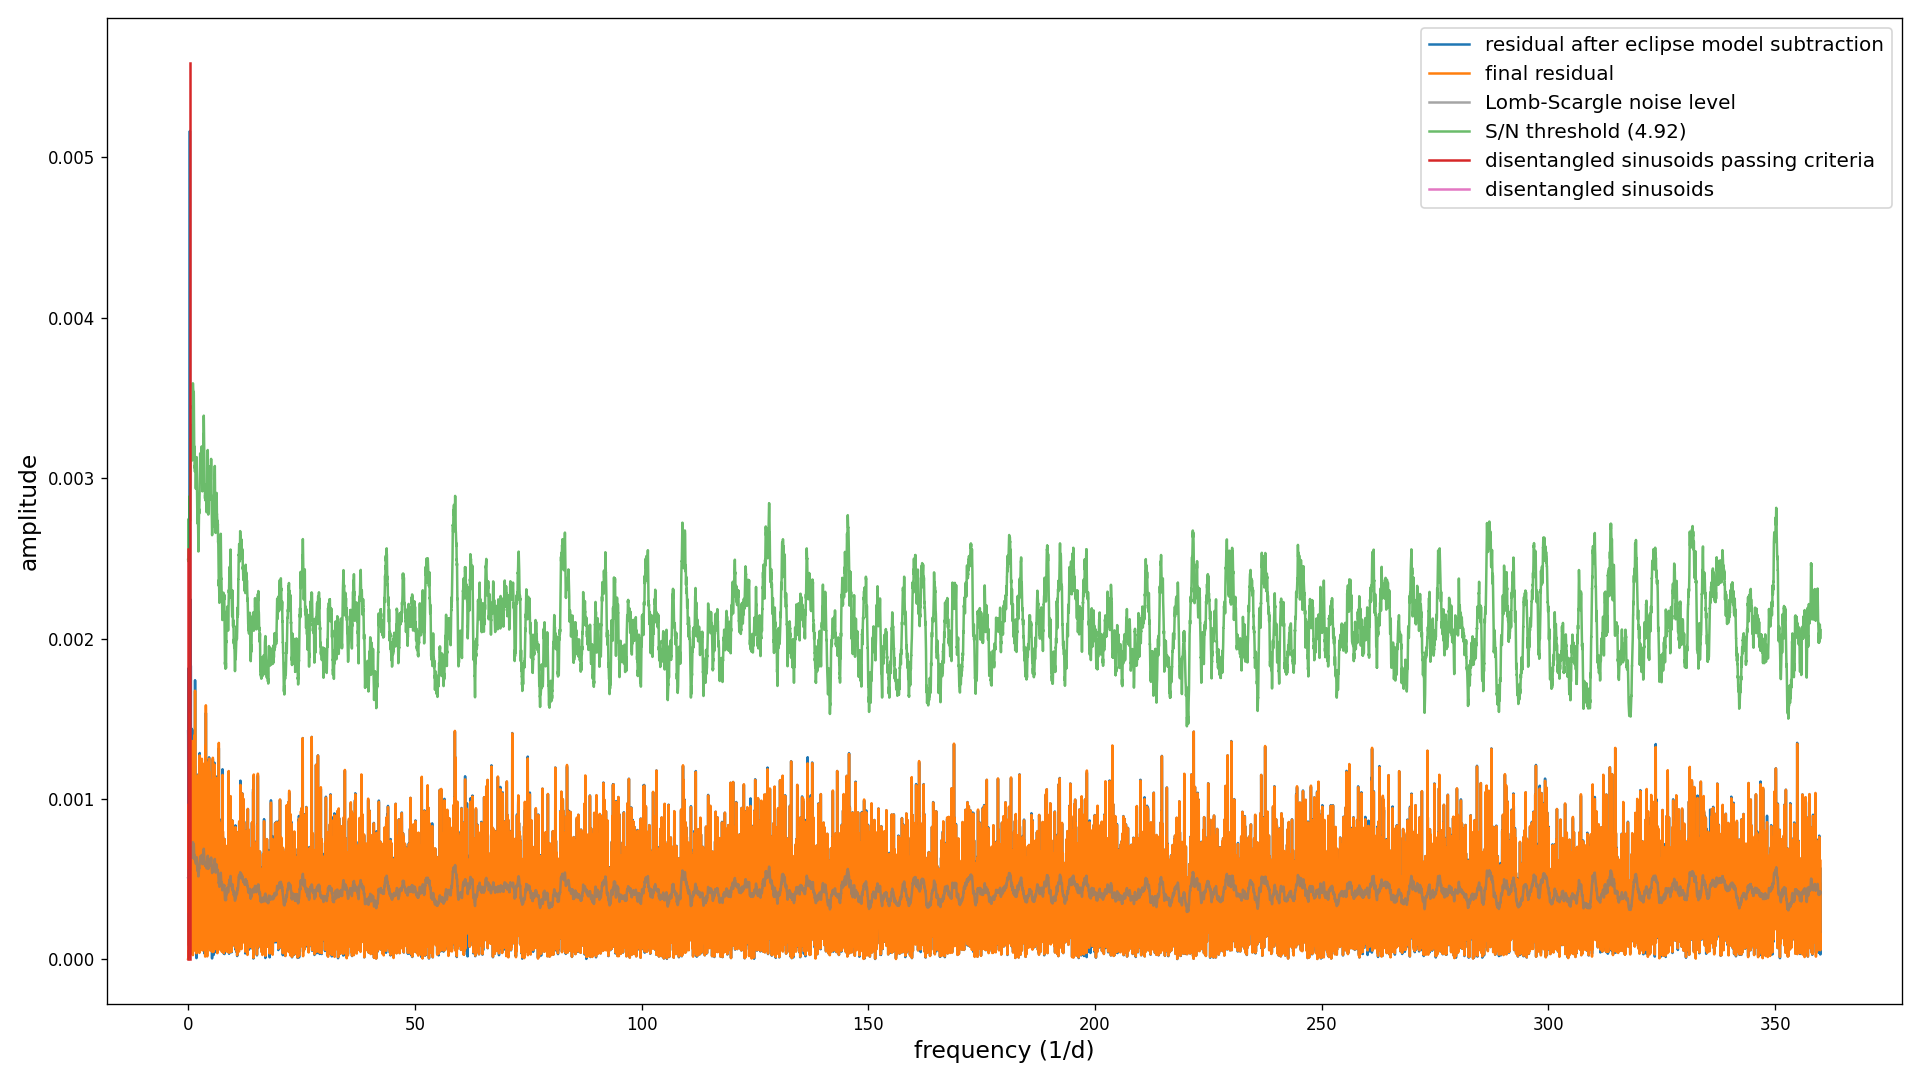 residual after eclipse model subtraction
final residual
Lomb-Scargle noise level
S/N threshold (4.92)
disentangled sinusoids passing criteria
disentangled sinusoids
amplitude
0.005
0.004
0.003
0.002
0.001
0.000
0 50 100 150 200 250 300 350
frequency (1/d)